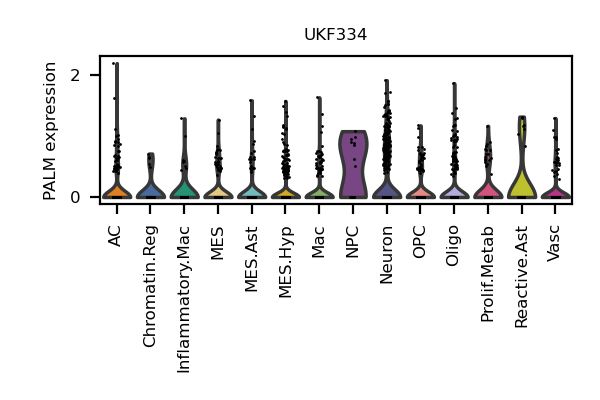 UKF334
PALM expression
2
0
AC
Chromatin.Reg
Inflammatory.Mac
MES
MES.Ast
MES.Hyp
Mac
NPC
Neuron
OPC
Oligo
Prolif.Metab
Reactive.Ast
Vasc